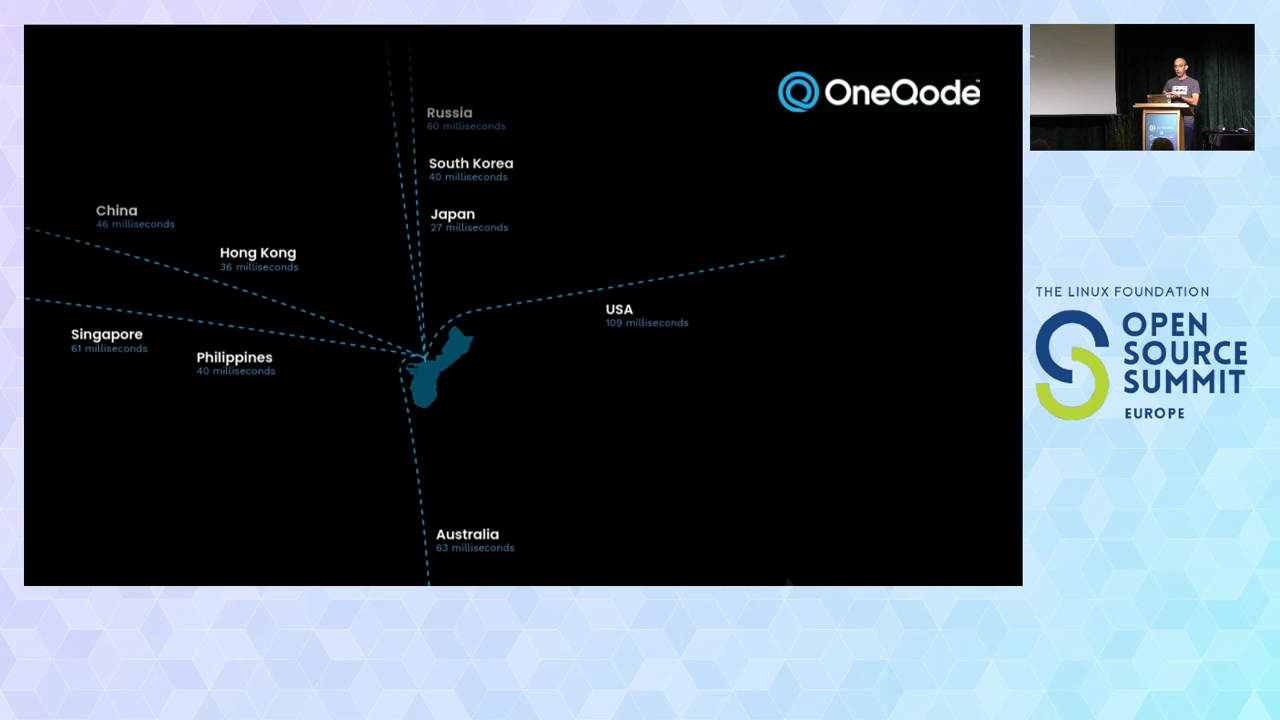 OneQode
Russia
60 milliseconds
South Korea
40 milliseconds
China
46 milliseconds
Japan
27 milliseconds
Hong Kong
36 milliseconds
USA
109 milliseconds
Singapore
61 milliseconds
Philippines
40 milliseconds
Australia
63 milliseconds
THE LINUX FOUNDATION
OPEN
SOURCE
SUMMIT
EUROPE